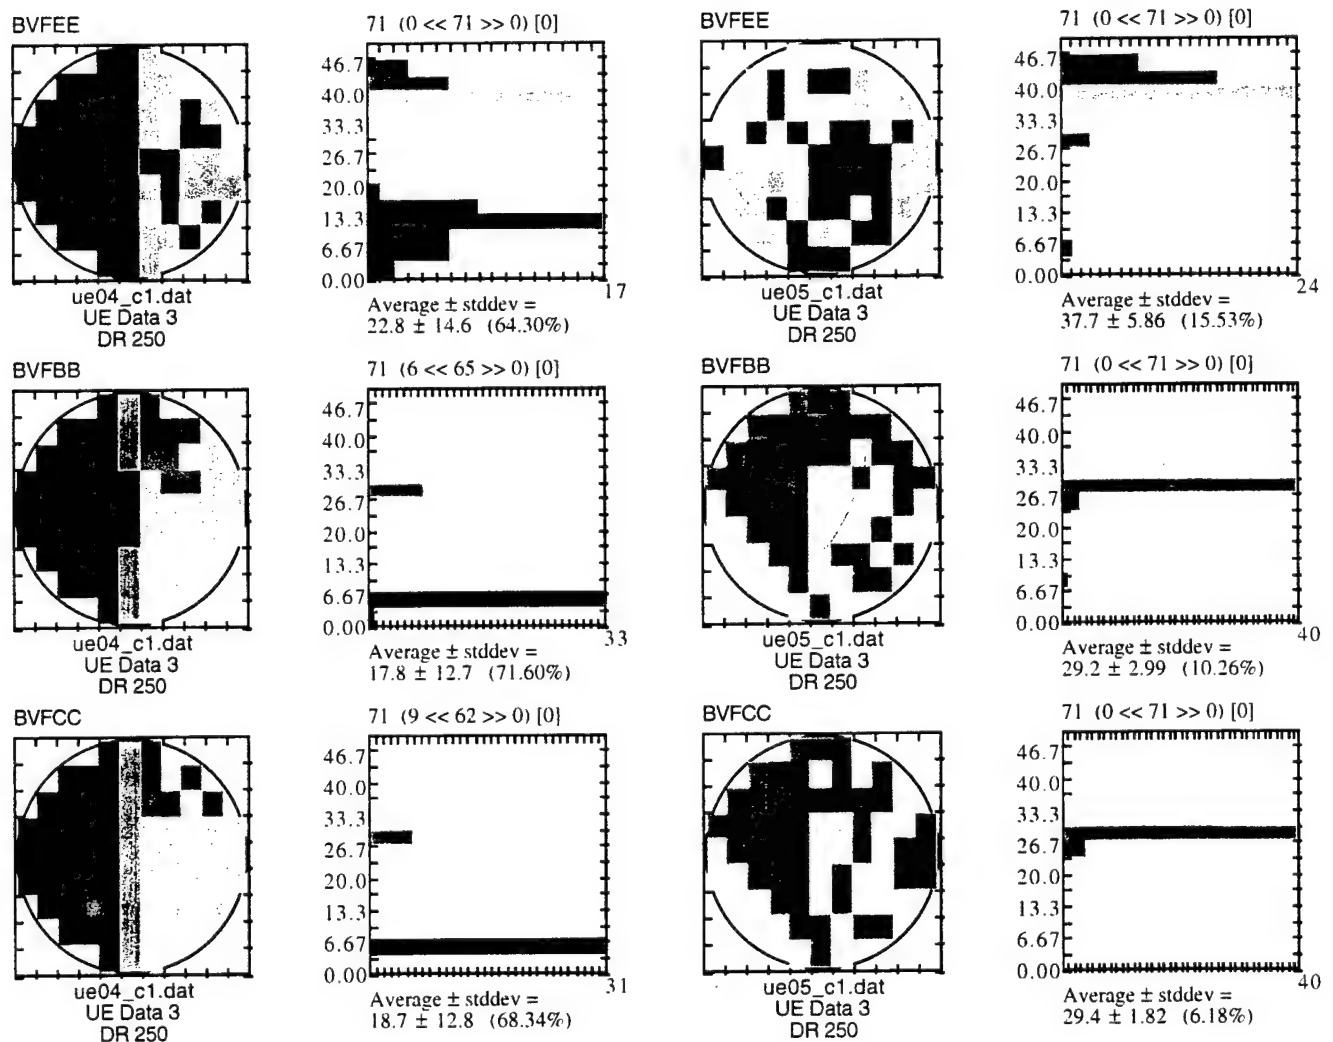 BVFEE
71 (0 << 71 >> 0) [0]
46.7
40.0
33.3
26.7
20.0
13.3
6.67
0.00
17
ue04_c1.dat
UE Data 3
DR 250
Average ± stddev =
22.8 ± 14.6 (64.30%)
BVFEE
71 (0 << 71 >> 0) [0]
46.7
40.0
33.3
26.7
20.0
13.3
6.67
0.00
24
ue05_c1.dat
UE Data 3
DR 250
Average ± stddev =
37.7 ± 5.86 (15.53%)
BVFBB
71 (6 << 65 >> 0) [0]
46.7
40.0
33.3
26.7
20.0
13.3
6.67
0.00
33
ue04_c1.dat
UE Data 3
DR 250
Average ± stddev =
17.8 ± 12.7 (71.60%)
BVFBB
71 (0 << 71 >> 0) [0]
46.7
40.0
33.3
26.7
20.0
13.3
6.67
0.00
40
ue05_c1.dat
UE Data 3
DR 250
Average ± stddev =
29.2 ± 2.99 (10.26%)
BVFCC
71 (9 << 62 >> 0) [0]
46.7
40.0
33.3
26.7
20.0
13.3
6.67
0.00
31
ue04_c1.dat
UE Data 3
DR 250
Average ± stddev =
18.7 ± 12.8 (68.34%)
BVFCC
71 (0 << 71 >> 0) [0]
46.7
40.0
33.3
26.7
20.0
13.3
6.67
0.00
40
ue05_c1.dat
UE Data 3
DR 250
Average ± stddev =
29.4 ± 1.82 (6.18%)